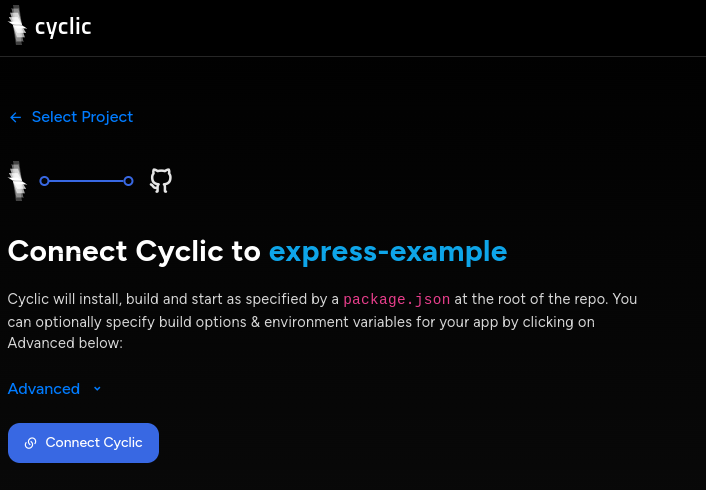 cyclic
← Select Project
Connect Cyclic to express-example
Cyclic will install, build and start as specified by a package.json at the root of the repo. You
can optionally specify build options & environment variables for your app by clicking on
Advanced below:
Advanced
Connect Cyclic